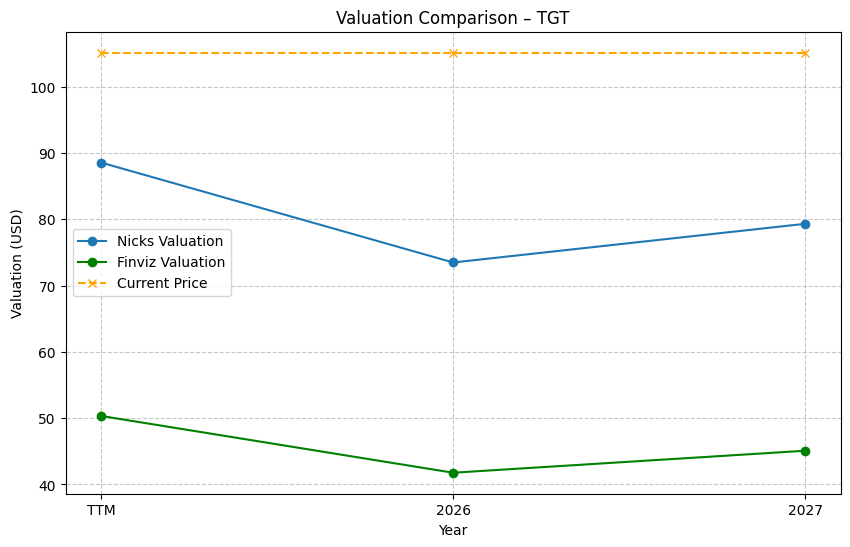 Valuation Comparison – TGT
Valuation (USD)
100
90
80
70
60
50
40
Nicks Valuation
Finviz Valuation
Current Price
TTM
2026
2027
Year